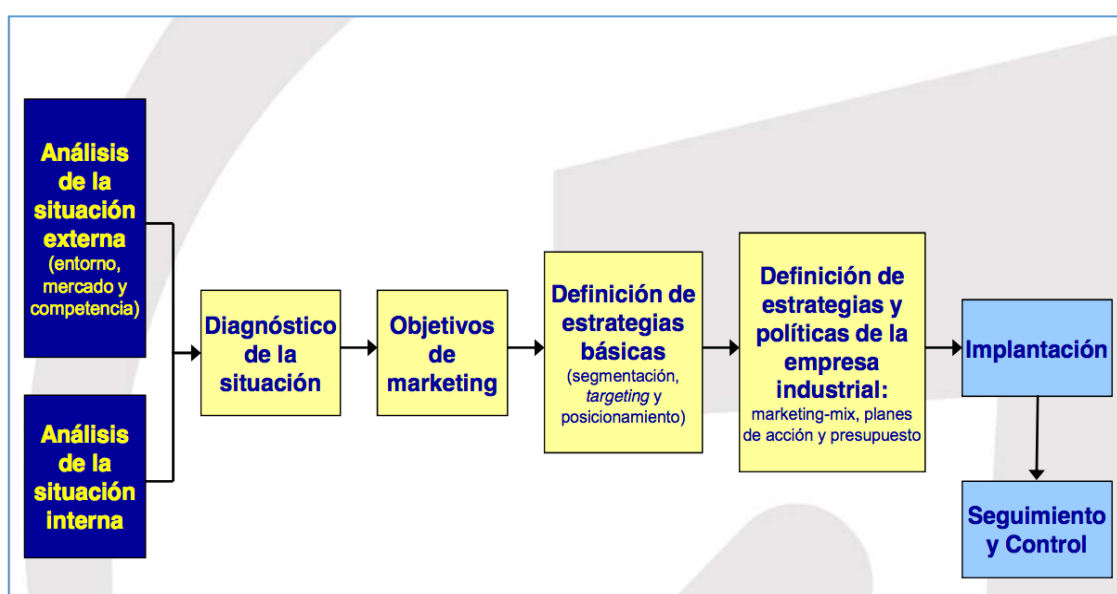 Análisis
de la
situación
externa
(entorno,
mercado y
competencia)
Análisis
de la
situación
interna
Diagnóstico
de la
situación
Objetivos
de
marketing
Definición de
estrategias
básicas
(segmentación,
targeting y
posicionamiento)
Definición de
estrategias y
políticas de la
empresa
industrial:
marketing-mix, planes
de acción y presupuesto
Implantación
Seguimiento
y Control